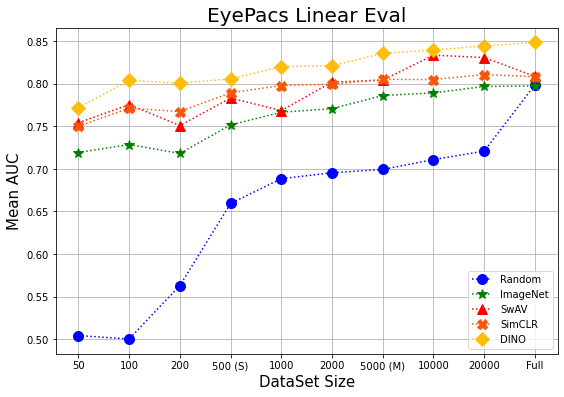 EyePacs Linear Eval
Mean AUC
0.85
0.80
0.75
0.70
0.65
0.60
0.55
0.50
50 100 200 500 (S) 1000 2000 5000 (M) 10000 20000 Full
DataSet Size
Random
ImageNet
SwAV
SimCLR
DINO